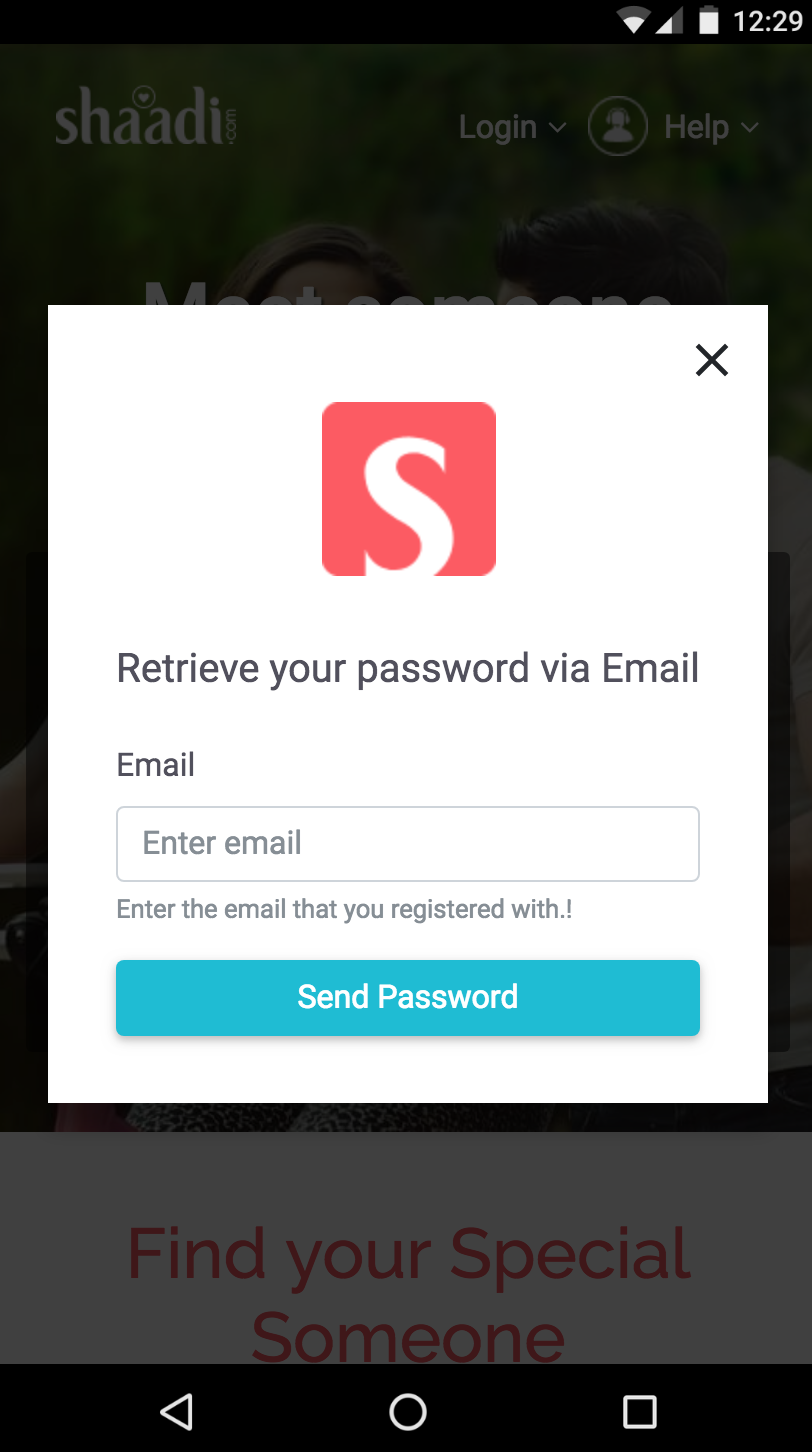 12:29
shaadi.com
Login
Help
Meet someone
S
Retrieve your password via Email
Email
Enter email
Enter the email that you registered with.!
Send Password
Find your Special
Someone